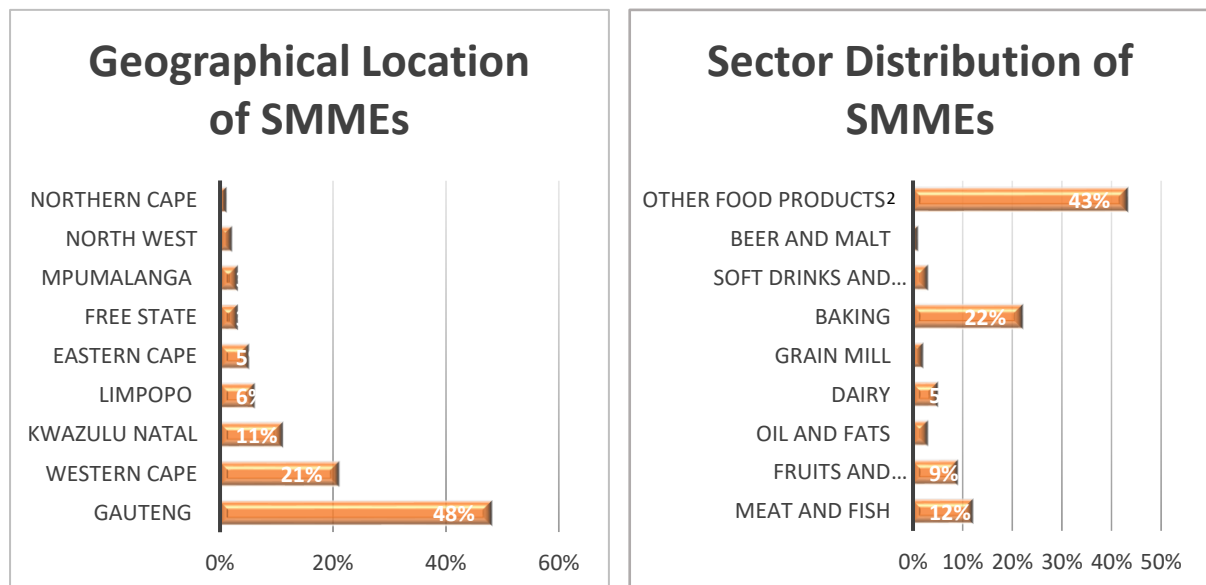 Geographical Location
of SMMEs
NORTHERN CAPE
NORTH WEST
MPUMALANGA
FREE STATE
EASTERN CAPE 5
LIMPOPO 6%
KWAZULU NATAL 11%
WESTERN CAPE 21%
GAUTENG 48%
0% 20% 40% 60%
Sector Distribution of
SMMEs
OTHER FOOD PRODUCTS2 43%
BEER AND MALT
SOFT DRINKS AND...
BAKING 22%
GRAIN MILL
DAIRY 5
OIL AND FATS
FRUITS AND... 9%
MEAT AND FISH 12%
0% 10% 20% 30% 40% 50%